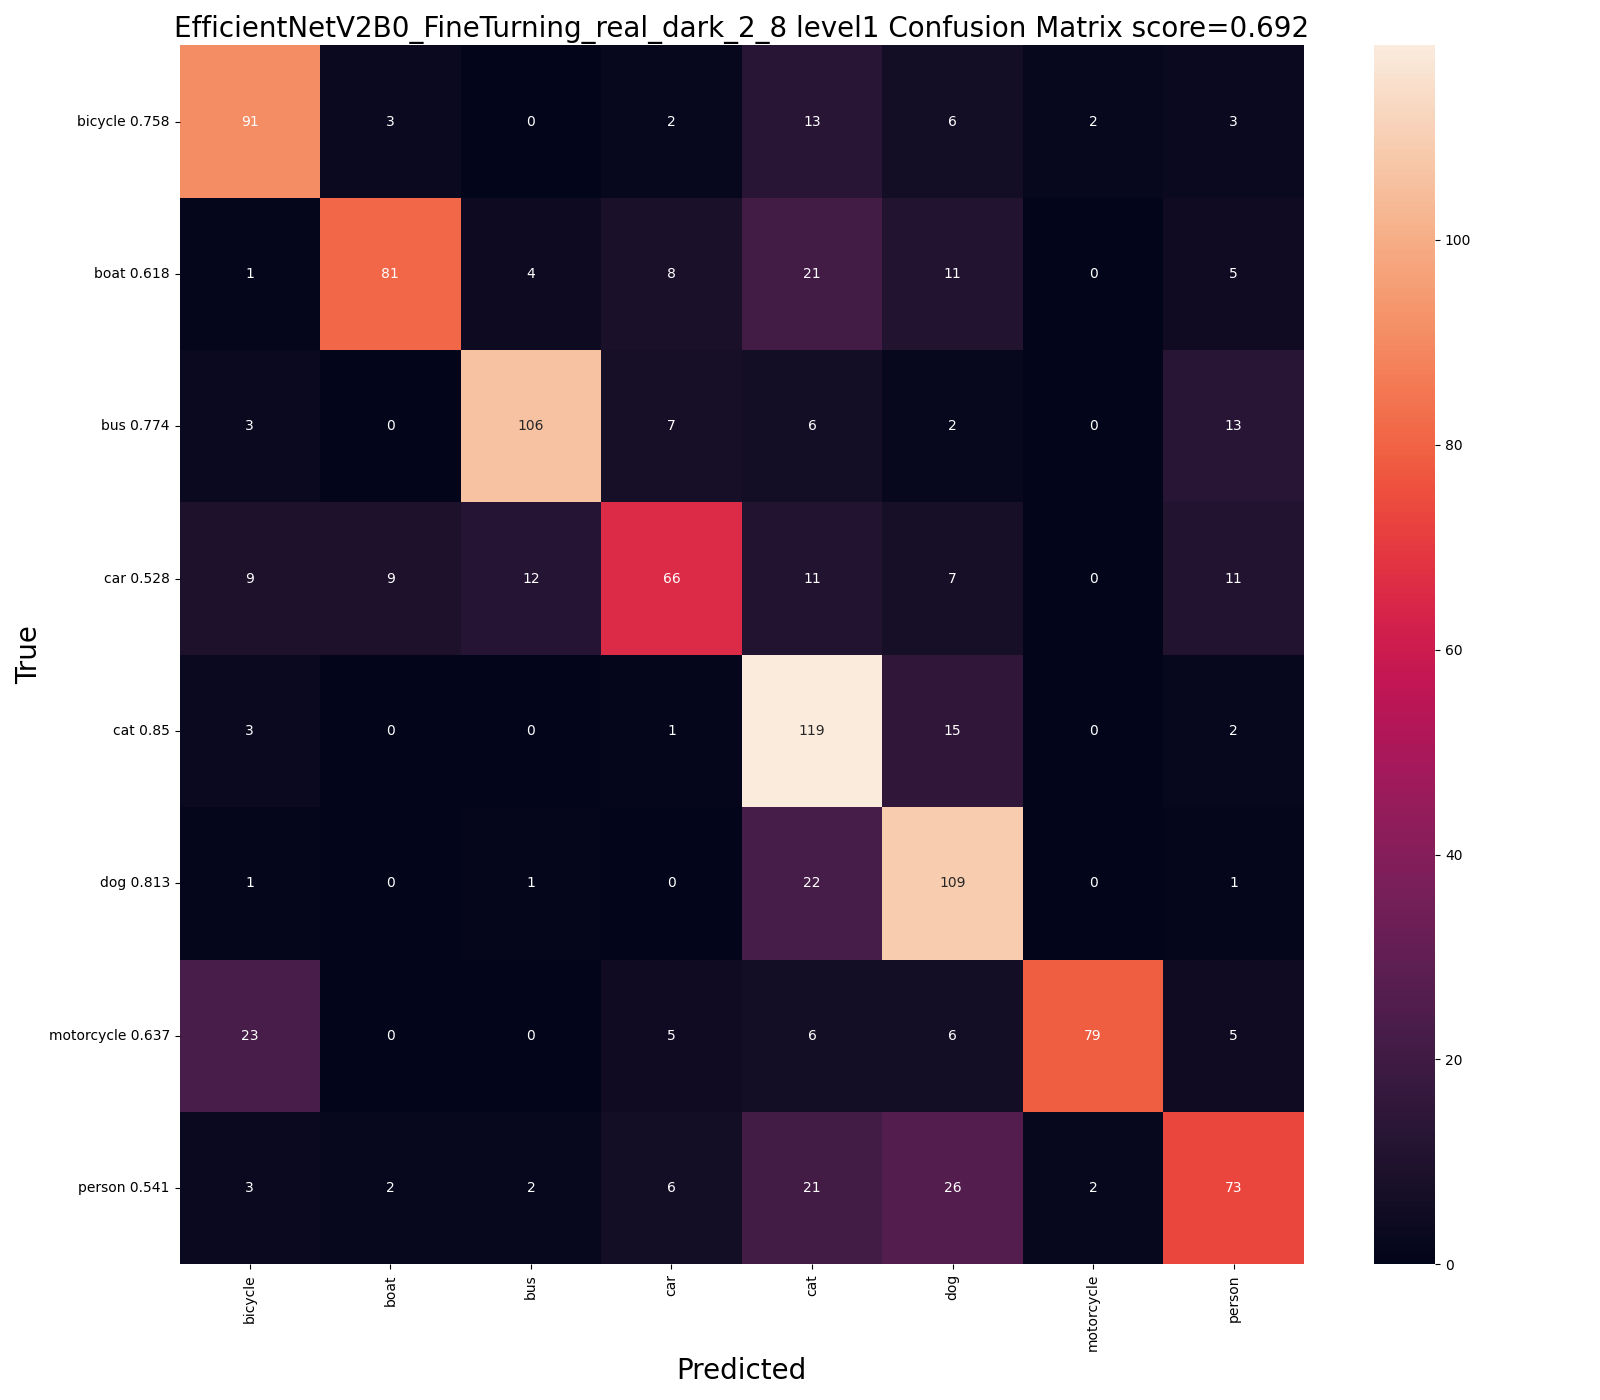 EfficientNetV2B0_FineTurning_real_dark_2_8 level1 Confusion Matrix score=0.692
bicycle 0.758 91 3 0 2 13 6 2 3
boat 0.618 1 81 4 8 21 11 0 5
100
bus 0.774 3 0 106 7 6 2 0 13
80
car 0.528 9 9 12 66 11 7 0 11
True
60
cat 0.85 3 0 0 1 119 15 0 2
40
dog 0.813 1 0 1 0 22 109 0 1
motorcycle 0.637 23 0 0 5 6 6 79 5
20
person 0.541 3 2 2 6 21 26 2 73
0
bicycle boat bus car cat dog motorcycle person
Predicted